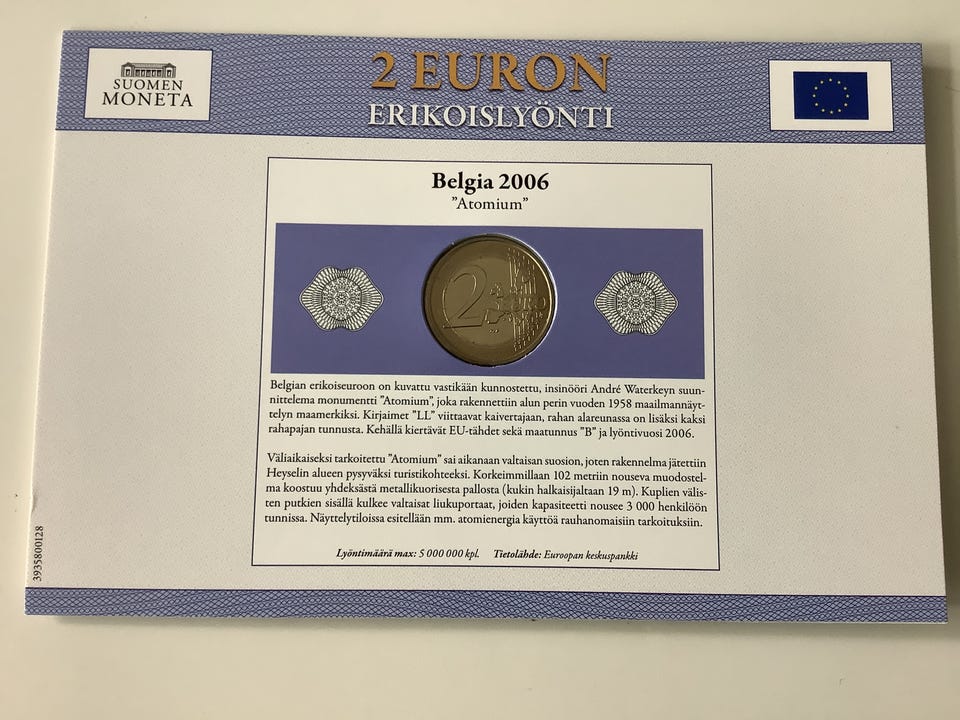 SUOMEN
MONETA
2 EURON
ERIKOISLYÖNTI
Belgia 2006
"Atomium"
2 EURO
Belgian erikoiseuroon on kuvattu vastikään kunnostettu, insinööri André Waterkeyn suun-
nittelema monumentti "Atomium", joka rakennettiin alun perin vuoden 1958 maailmannäyt-
telyn maamerkiksi. Kirjaimet "LL" viittaavat kaivertajaan, rahan alareunassa on lisäksi kaksi
rahapajan tunnusta. Kehällä kiertävät EU-tähdet sekä maatunnus "B" ja lyöntivuosi 2006.
Väliaikaiseksi tarkoitettu "Atomium" sai aikanaan valtaisan suosion, joten rakennelma jätettiin
Heyselin alueen pysyväksi turistikohteeksi. Korkeimmillaan 102 metriin nouseva muodostel-
ma koostuu yhdeksästä metallikuorisesta pallosta (kukin halkaisijaltaan 19 m). Kuplien välis-
ten putkien sisällä kulkee valtaisat liukuportaat, joiden kapasiteetti nousee 3 000 henkilöön
tunnissa. Näyttelytiloissa esitellään mm. atomienergia käyttöä rauhanomaisiin tarkoituksiin.
Lyöntimäärä max: 5 000 000 kpl. Tietolähde: Euroopan keskuspankki
3935800128